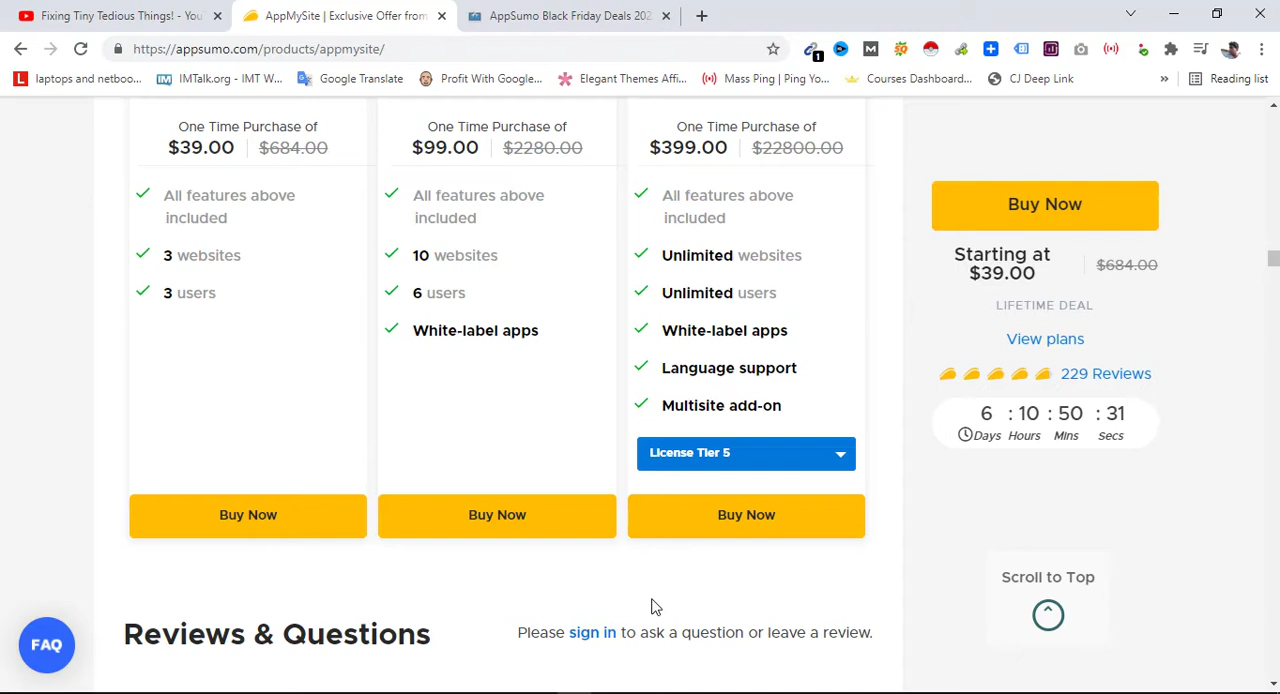 Fixing Tiny Tedious Things! - You
AppMySite | Exclusive Offer from
AppSumo Black Friday Deals 202
https://appsumo.com/products/appmysite/
1
laptops and netboo...
IMTalk.org - IMT W...
Google Translate
Profit With Google...
Elegant Themes Affi...
Mass Ping | Ping Yo...
Courses Dashboard...
CJ Deep Link
»
Reading list
One Time Purchase of
$39.00 $684.00
All features above
included
3 websites
3 users
Buy Now
One Time Purchase of
$99.00 $2280.00
All features above
included
10 websites
6 users
White-label apps
Buy Now
One Time Purchase of
$399.00 $22800.00
All features above
included
Unlimited websites
Unlimited users
White-label apps
Language support
Multisite add-on
License Tier 5
Buy Now
Buy Now
Starting at
$39.00 $684.00
LIFETIME DEAL
View plans
229 Reviews
6 : 10 : 50 : 31
Days Hours Mins Secs
Scroll to Top
FAQ
Reviews & Questions
Please sign in to ask a question or leave a review.